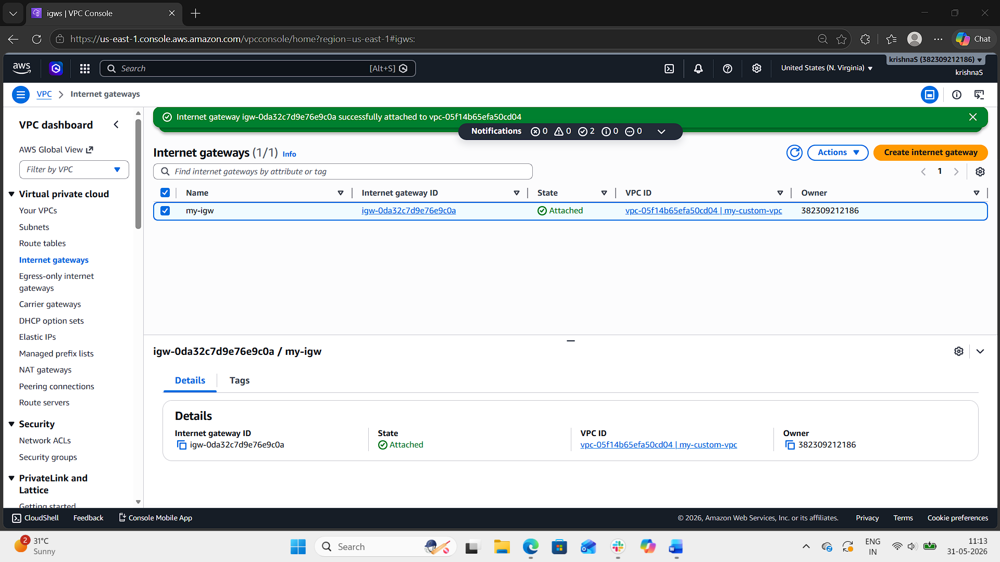 igws | VPC Console
https://us-east-1.console.aws.amazon.com/vpcconsole/home?region=us-east-1#igws:
Chat
aws
Search
[Alt+S]
United States (N. Virginia)
krishnaS (382309212186)
krishnaS
VPC
Internet gateways
VPC dashboard
AWS Global View
Filter by VPC
Virtual private cloud
Your VPCs
Subnets
Route tables
Internet gateways
Egress-only internet
gateways
Carrier gateways
DHCP option sets
Elastic IPs
Managed prefix lists
NAT gateways
Peering connections
Route servers
Security
Network ACLs
Security groups
PrivateLink and
Lattice
Getting started
Internet gateway igw-0da32c7d9e76e9c0a successfully attached to vpc-05f14b65efa50cd04
Notifications 0 0 2 0 0
Internet gateways (1/1) Info
Actions
Create internet gateway
Find internet gateways by attribute or tag
1
Name Internet gateway ID State VPC ID Owner
my-igw igw-0da32c7d9e76e9c0a Attached vpc-05f14b65efa50cd04 | my-custom-vpc 382309212186
igw-0da32c7d9e76e9c0a / my-igw
Details Tags
Details
Internet gateway ID
igw-0da32c7d9e76e9c0a
State
Attached
VPC ID
vpc-05f14b65efa50cd04 | my-custom-vpc
Owner
382309212186
CloudShell Feedback Console Mobile App
© 2026, Amazon Web Services, Inc. or its affiliates. Privacy Terms Cookie preferences
2
31°C
Sunny
Search
ENG
IN
11:13
31-05-2026